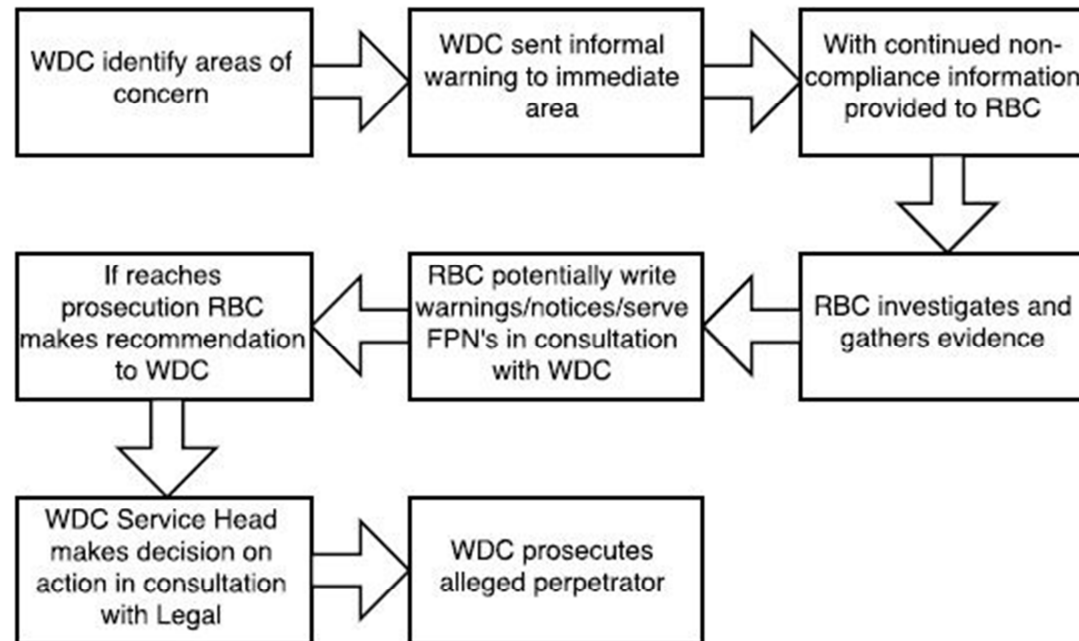 WDC identify areas of
concern
WDC sent informal
warning to immediate
area
With continued non-
compliance information
provided to RBC
RBC investigates and
gathers evidence
RBC potentially write
warnings/notices/serve
FPN's in consultation
with WDC
If reaches
prosecution RBC
makes recommendation
to WDC
WDC Service Head
makes decision on
action in consultation
with Legal
WDC prosecutes
alleged perpetrator